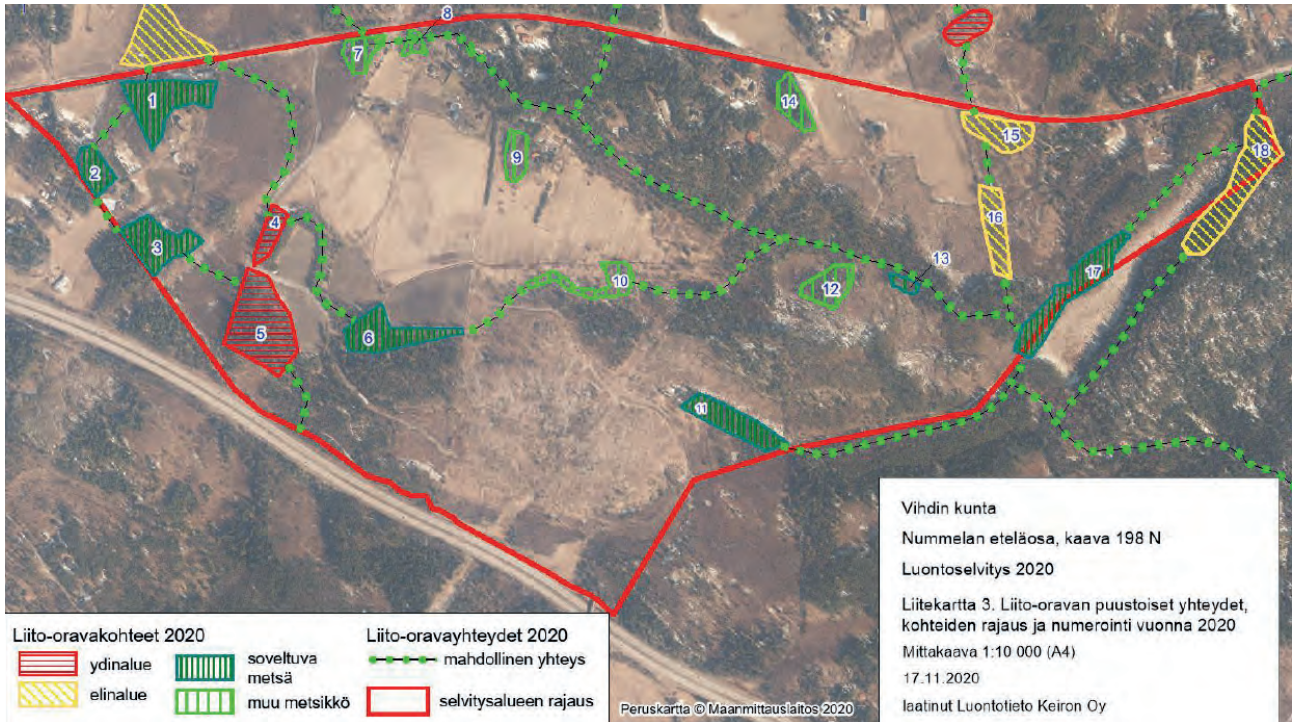 8
7
1
14
15
9
18
2
4
16
3
13
17
10
12
5
6
11
Vihdin kunta
Nummelan eteläosa, kaava 198 N
Luontoselvitys 2020
Liitekartta 3. Liito-oravan puustoiset yhteydet,
kohteiden rajaus ja numerointi vuonna 2020
Mittakaava 1:10 000 (A4)
17.11.2020
laatinut Luontotieto Keiron Oy
Liito-oravakohteet 2020
ydinalue
elinalue
soveltuva
metsä
muu metsikkö
Liito-oravayhteydet 2020
mahdollinen yhteys
selvitysalueen rajaus
Peruskartta © Maanmittauslaitos 2020